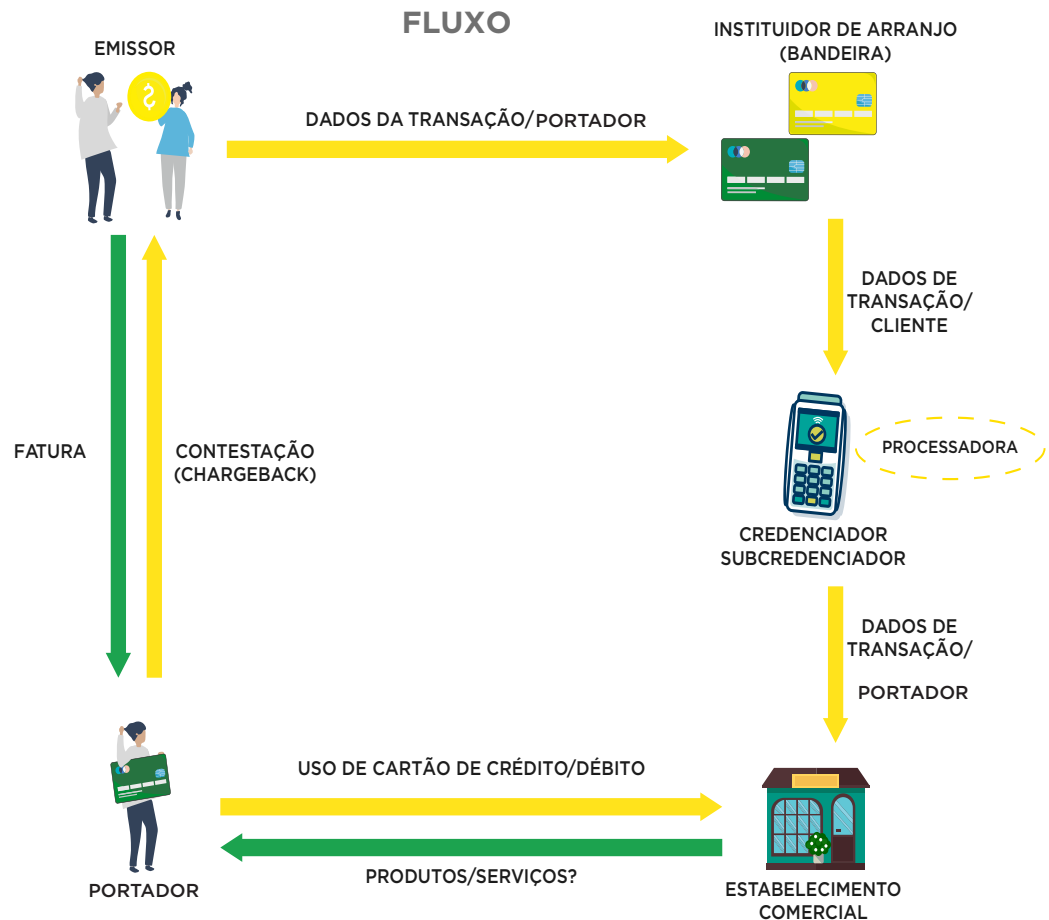 FLUXO
EMISSOR
INSTITUIDOR DE ARRANJO
(BANDEIRA)
DADOS DA TRANSAÇÃO/PORTADOR
DADOS DE
TRANSAÇÃO/
CLIENTE
FATURA
CONTESTAÇÃO
(CHARGEBACK)
PROCESSADORA
CREDENCIADOR
SUBCREDENCIADOR
DADOS DE
TRANSAÇÃO/
PORTADOR
USO DE CARTÃO DE CRÉDITO/DÉBITO
PRODUTOS/SERVIÇOS?
PORTADOR
ESTABELECIMENTO
COMERCIAL